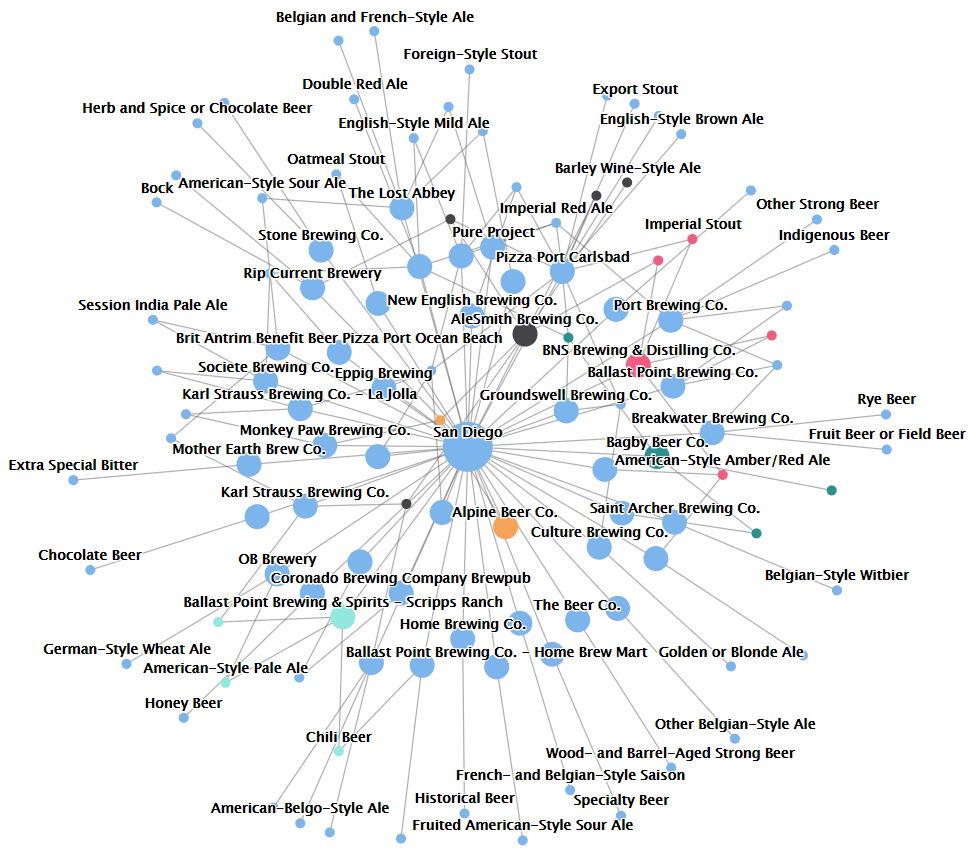 Belgian and French-Style Ale
Foreign-Style Stout
Double Red Ale
Export Stout
Herb and Spice or Chocolate Beer
English-Style Mild Ale
English-Style Brown Ale
Oatmeal Stout
Barley Wine-Style Ale
Bock
American-Style Sour Ale
The Lost Abbey
Imperial Red Ale
Other Strong Beer
Imperial Stout
Stone Brewing Co.
Pure Project
Indigenous Beer
Pizza Port Carlsbad
Rip Current Brewery
New English Brewing Co.
Session India Pale Ale
Port Brewing Co.
AleSmith Brewing Co.
Brit Antrim Benefit Beer
Pizza Port Ocean Beach
BNS Brewing & Distilling Co.
Societe Brewing Co.
Eppig Brewing
Ballast Point Brewing Co.
Karl Strauss Brewing Co. - La Jolla
Groundswell Brewing Co.
Rye Beer
Breakwater Brewing Co.
Monkey Paw Brewing Co.
San Diego
Fruit Beer or Field Beer
Mother Earth Brew Co.
Bagby Beer Co.
Extra Special Bitter
American-Style Amber/Red Ale
Karl Strauss Brewing Co.
Alpine Beer Co.
Saint Archer Brewing Co.
Culture Brewing Co.
Chocolate Beer
OB Brewery
Coronado Brewing Company Brewpub
Belgian-Style Witbier
Ballast Point Brewing & Spirits - Scripps Ranch
The Beer Co.
Home Brewing Co.
German-Style Wheat Ale
Ballast Point Brewing Co. - Home Brew Mart
Golden or Blonde Ale
American-Style Pale Ale
Honey Beer
Other Belgian-Style Ale
Chili Beer
Wood- and Barrel-Aged Strong Beer
French- and Belgian-Style Saison
Historical Beer
Specialty Beer
American-Belgo-Style Ale
Fruited American-Style Sour Ale